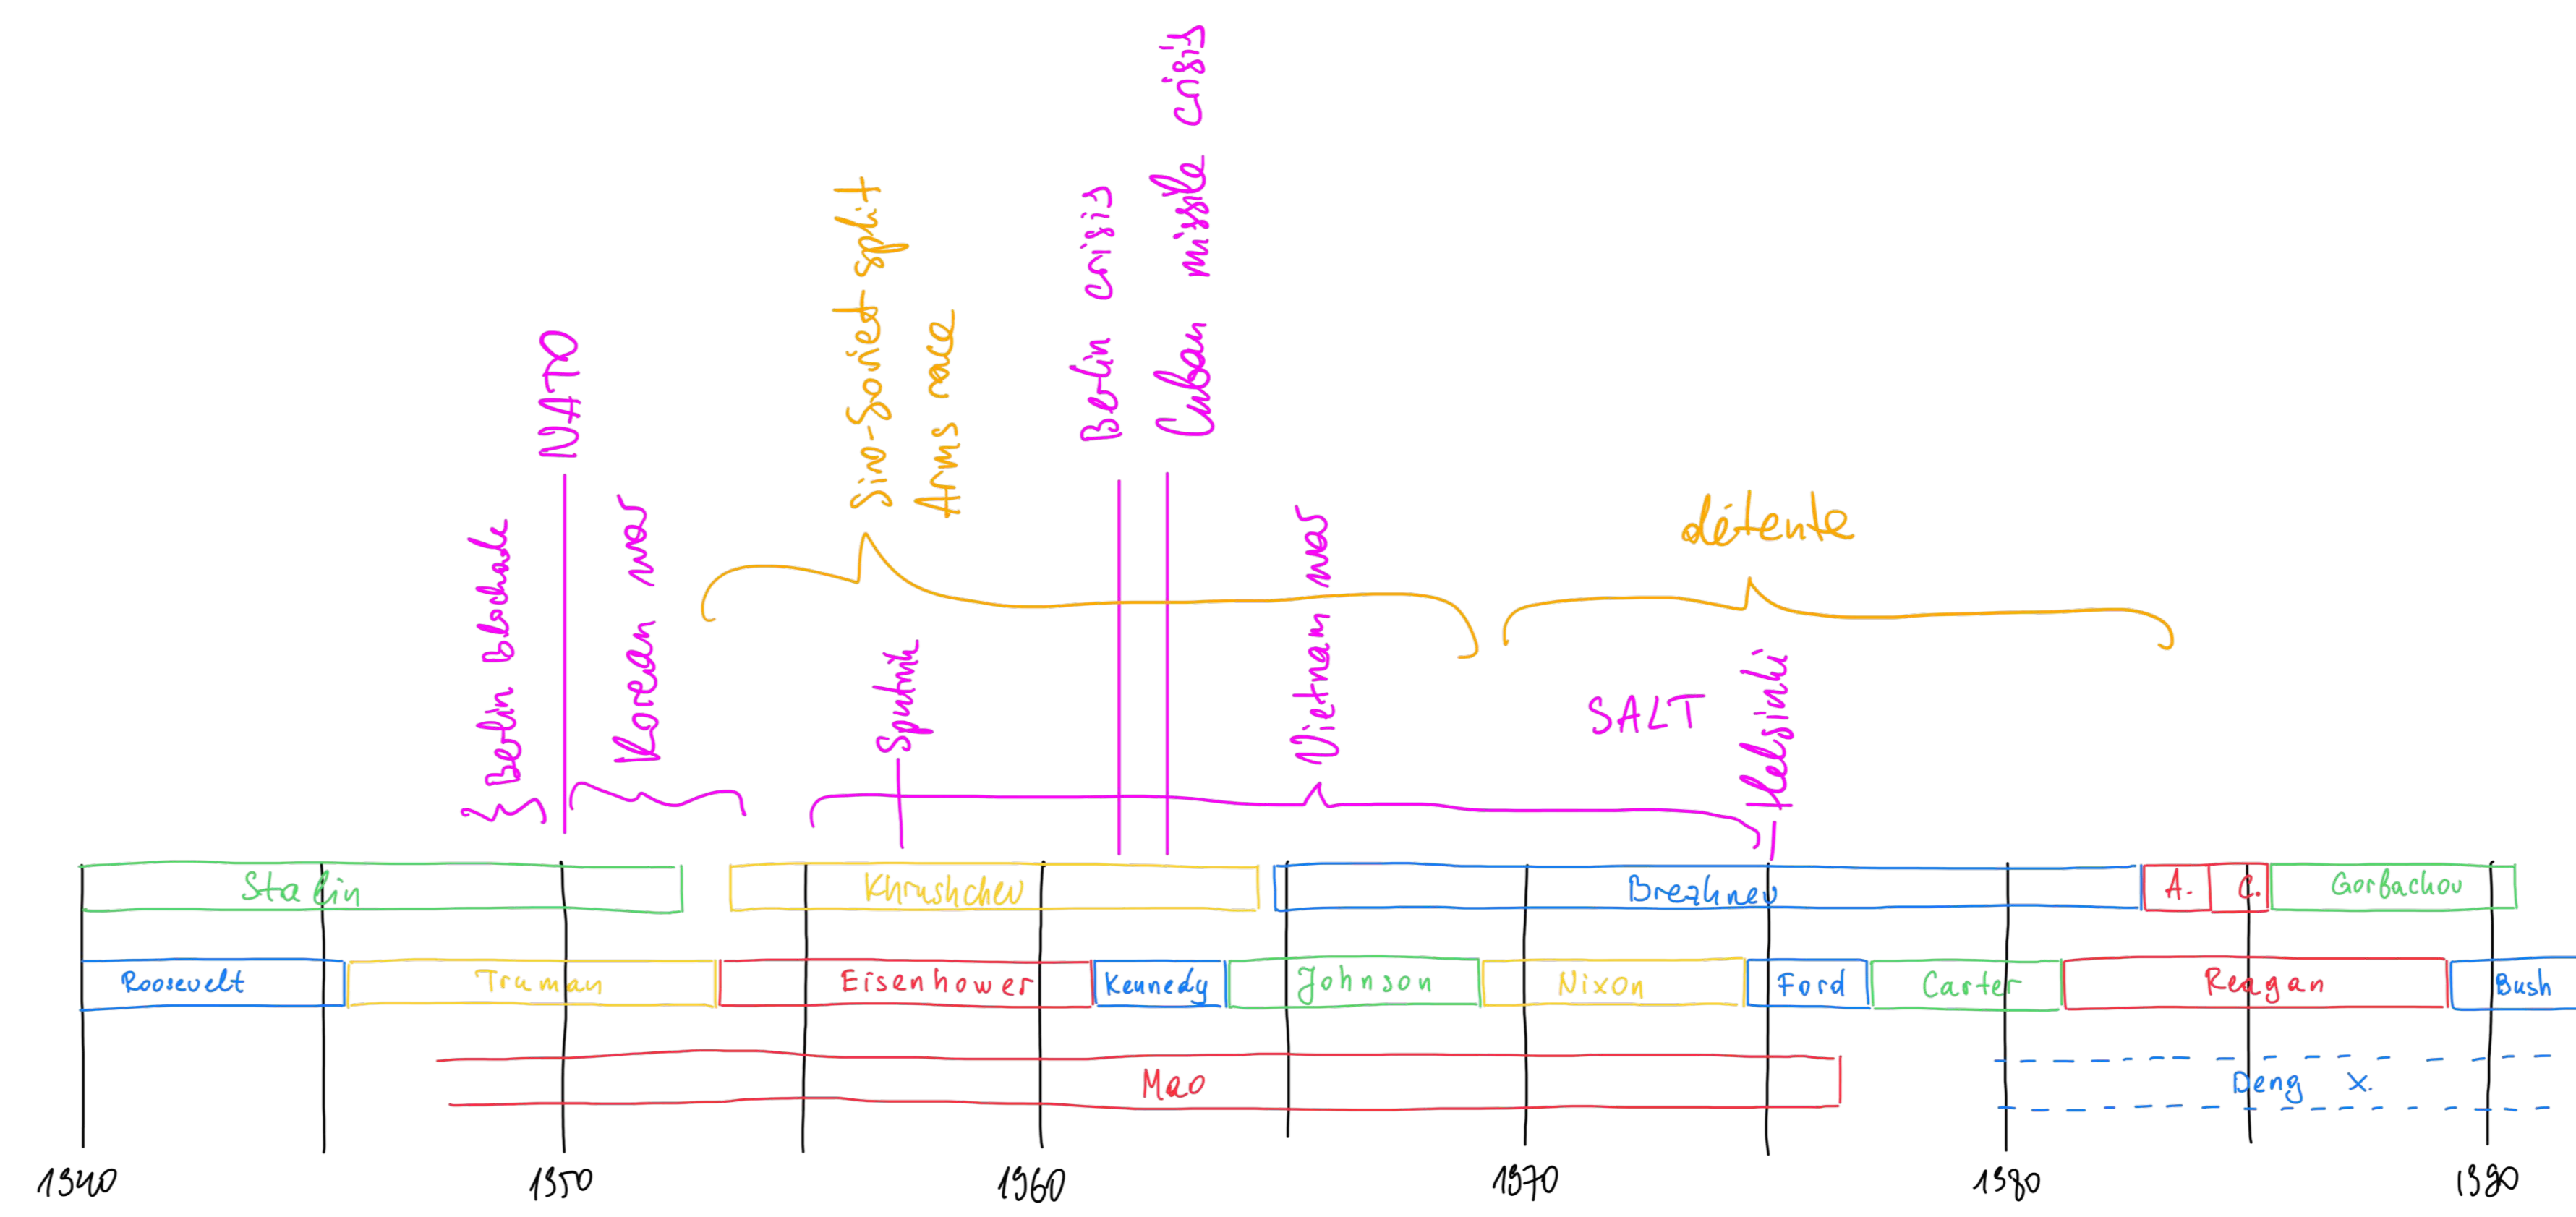 Berlin Blockade
NATO
Korean war
Sino-Soviet split
Arms race
Sputnik
Berlin crisis
Cuban missile crisis
Vietnam war
détente
SALT
Helsinki
Stalin
Khrushchev
Brezhnev
A.
C.
Gorbachov
Roosevelt
Truman
Eisenhower
Kennedy
Johnson
Nixon
Ford
Carter
Reagan
Bush
Mao
Deng X.
1940
1950
1960
1970
1980
1990